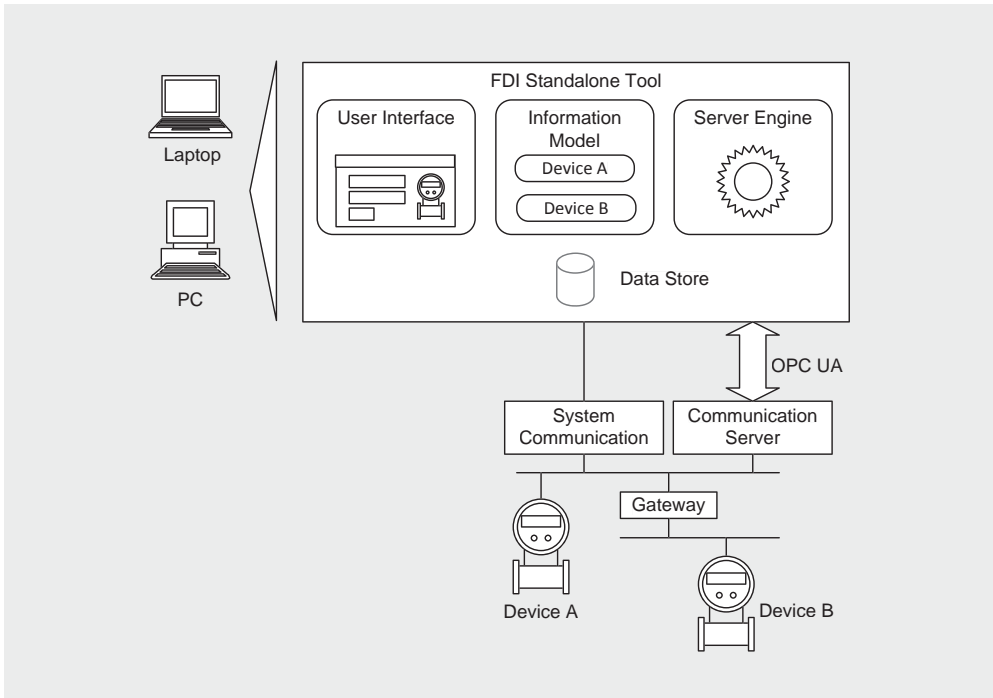 FDI Standalone Tool
User Interface
Information
Model
Device A
Device B
Server Engine
Data Store
Laptop
PC
OPC UA
System
Communication
Communication
Server
Gateway
Device A
Device B